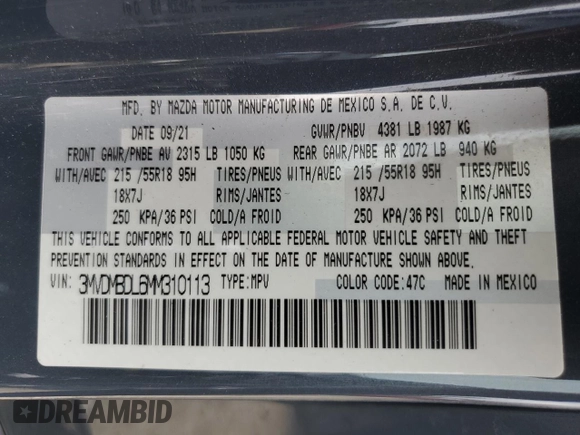 MFD. BY MAZDA MOTOR MANUFACTURING DE MEXICO S.A. DE C.V.
DATE 09/21 GVWR/PNBV 4381 LB 1987 KG
FRONT GAWR/PNBE AV 2315 LB 1050 KG REAR GAWR/PNBE AR 2072 LB 940 KG
WITH/AVEC 215 /55R18 95H TIRES/PNEUS WITH/AVEC 215 /55R18 95H TIRES/PNEUS
18X7J RIMS/JANTES 18X7J RIMS/JANTES
250 KPA/36 PSI COLD/A FROID 250 KPA/36 PSI COLD/A FROID
THIS VEHICLE CONFORMS TO ALL APPLICABLE FEDERAL MOTOR VEHICLE SAFETY AND THEFT
PREVENTION STANDARDS IN EFFECT ON THE DATE OF MANUFACTURE SHOWN ABOVE.
VIN: 3MVDMBDL6MM310113 TYPE:MPV COLOR CODE:47C MADE IN MEXICO
DREAMBID